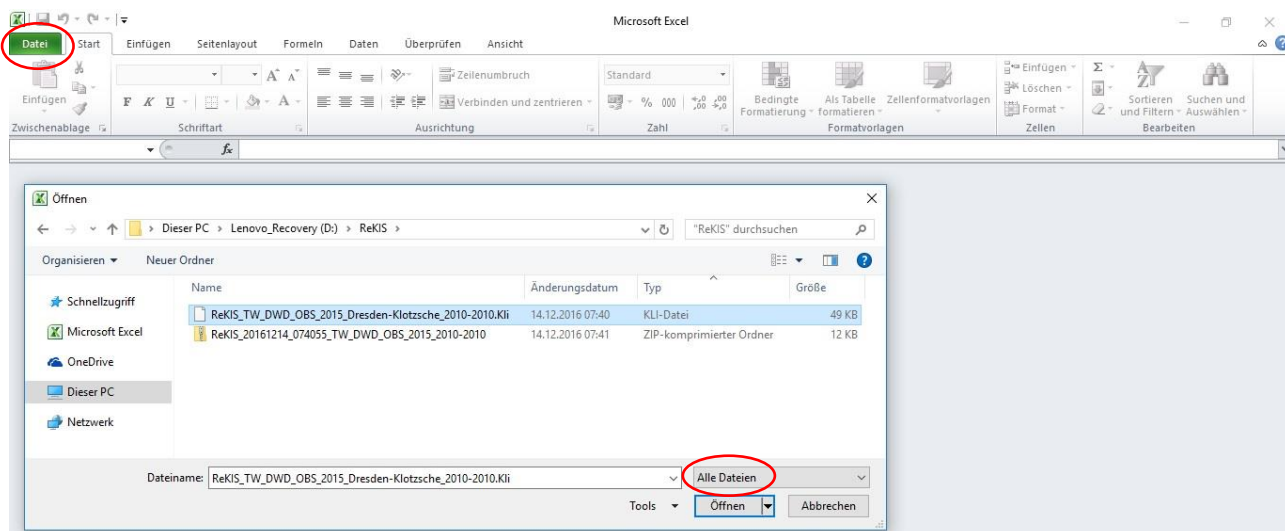 Microsoft Excel
Datei Start Einfügen Seitenlayout Formeln Daten Überprüfen Ansicht
Einfügen
F K U A A A
Zeilenumbruch
Verbinden und zentrieren
Standard
% 000
Bedingte Formatierung
Als Tabelle formatieren
Zellenformatvorlagen
Einfügen
Löschen
Format
Σ
Sortieren und Filtern
Suchen und Auswählen
Zwischenablage Schriftart Ausrichtung Zahl Formatvorlagen Zellen Bearbeiten
fx
Öffnen
Dieser PC > Lenovo_Recovery (D:) > ReKIS > "ReKIS" durchsuchen
Organisieren Neuer Ordner
Name Änderungsdatum Typ Größe
Schnellzugriff
Microsoft Excel
OneDrive
Dieser PC
Netzwerk
ReKIS_TW_DWD_OBS_2015_Dresden-Klotzsche_2010-2010.Kli 14.12.2016 07:40 KLI-Datei 49 KB
ReKIS_20161214_074055_TW_DWD_OBS_2015_2010-2010 14.12.2016 07:41 ZIP-komprimierter Ordner 12 KB
Dateiname: ReKIS_TW_DWD_OBS_2015_Dresden-Klotzsche_2010-2010.Kli Alle Dateien
Tools Öffnen Abbrechen